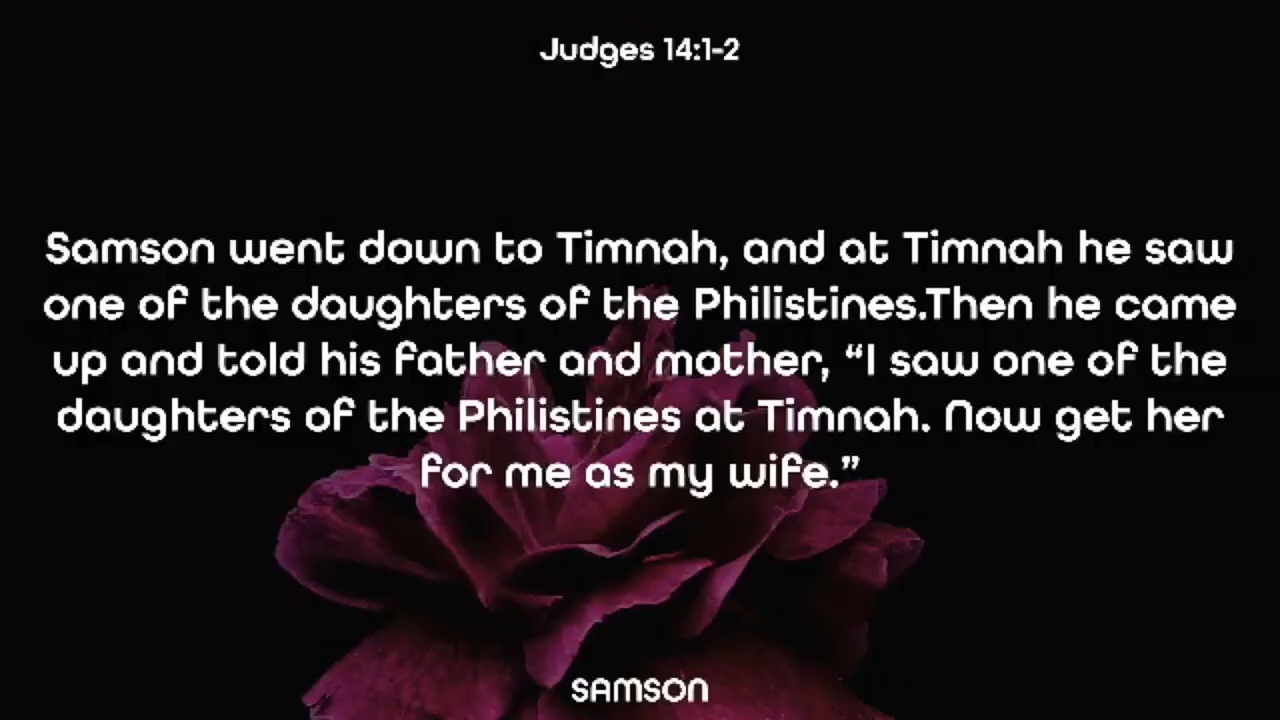 Judges 14:1-2
Samson went down to Timnah, and at Timnah he saw
one of the daughters of the Philistines.Then he came
up and told his father and mother, “I saw one of the
daughters of the Philistines at Timnah. Now get her
for me as my wife.”
SAMSON